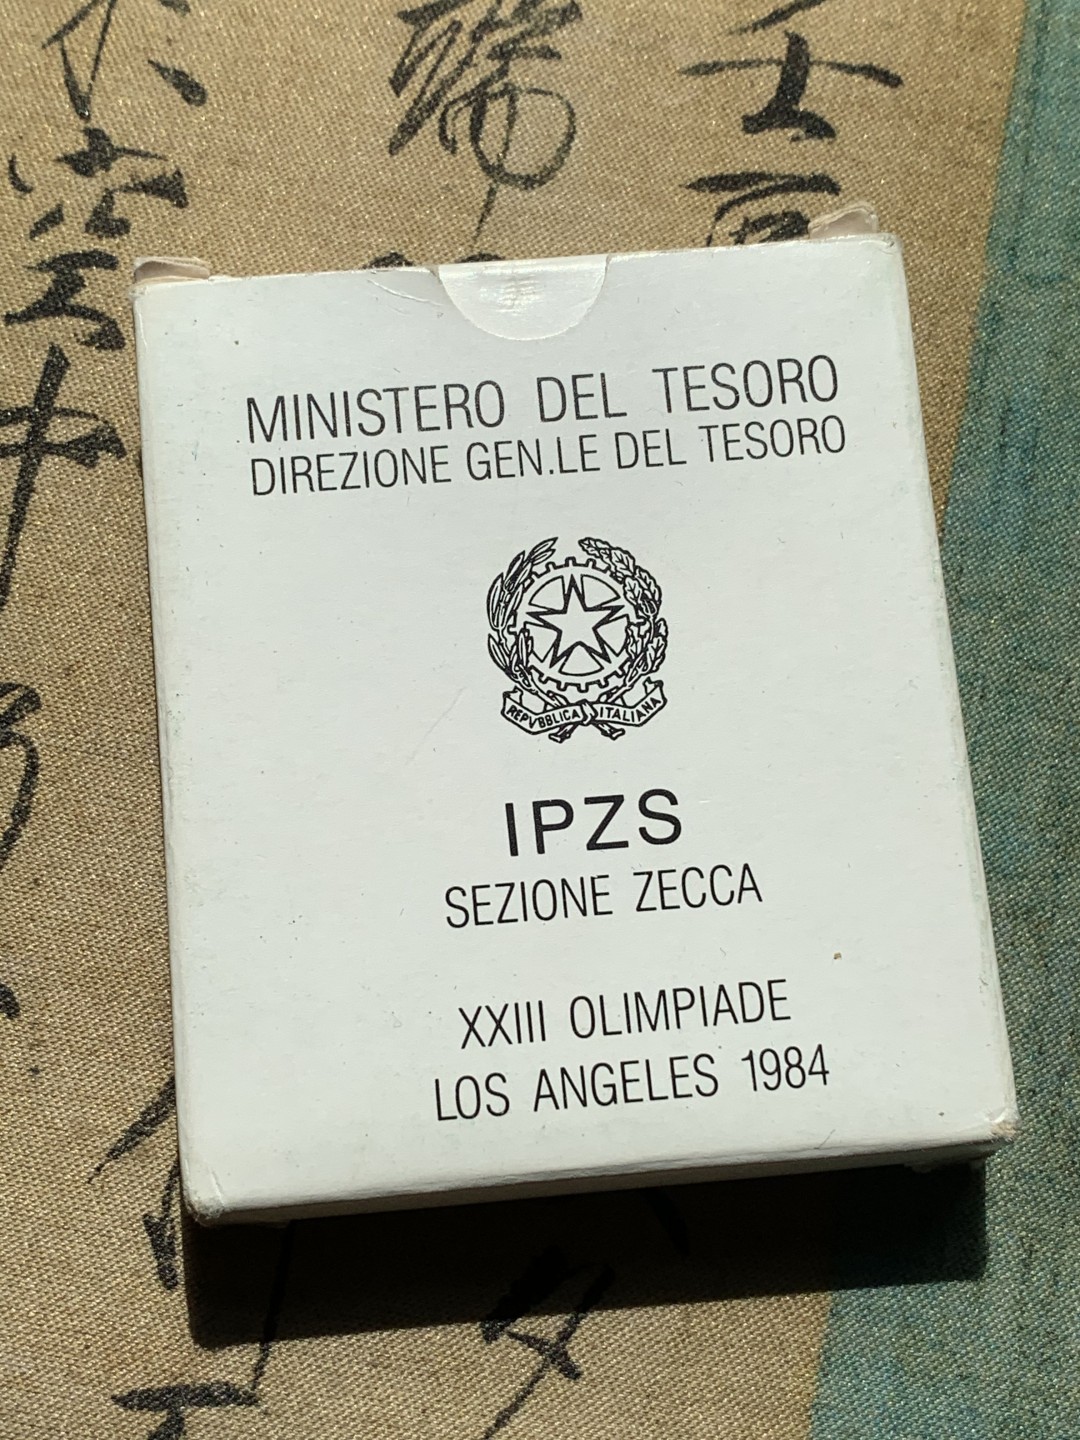 MINISTERO DEL TESORO
DIREZIONE GEN.LE DEL TESORO
REPVBBLICA ITALIANA
IPZS
SEZIONE ZECCA
XXIII OLIMPIADE
LOS ANGELES 1984